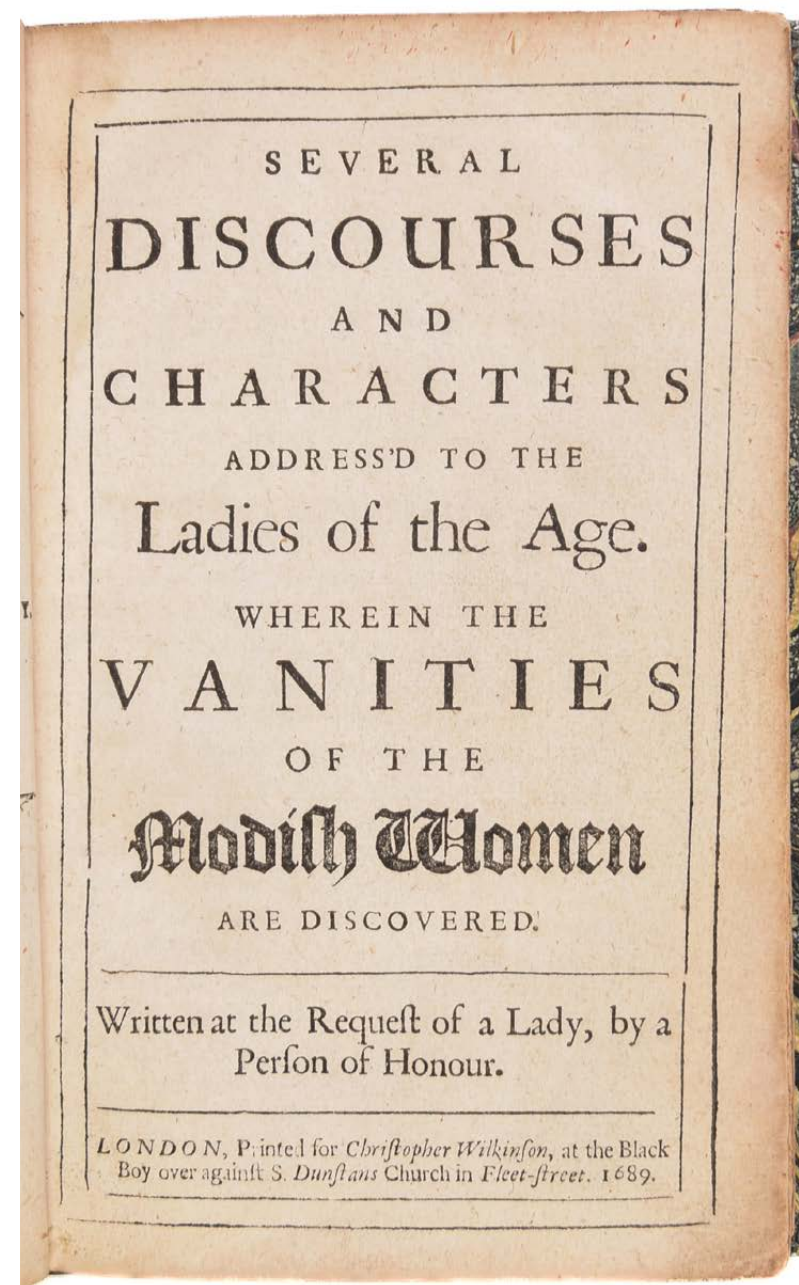 SEVERAL
DISCOURSES
AND
CHARACTERS
ADDRESS'D TO THE
Ladies of the Age.
WHEREIN THE
VANITIES
OF THE
Modiſh Women
ARE DISCOVERED.
Written at the Requeſt of a Lady, by a
Perſon of Honour.
LONDON, Printed for Chriſtopher Wilkinſon, at the Black
Boy over againſt S. Dunſtans Church in Fleet-ſtreet. 1689.